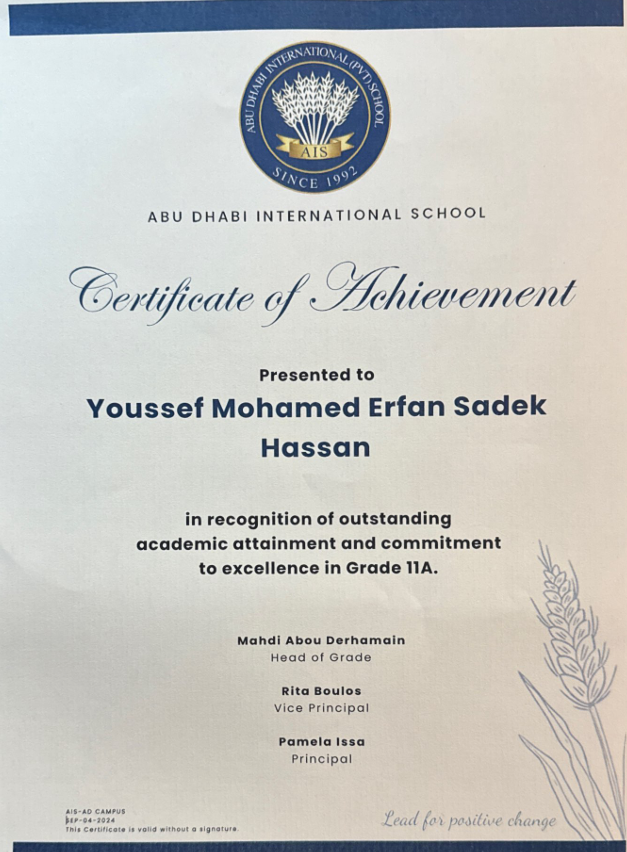 ABU DHABI INTERNATIONAL (PVT) SCHOOL
AIS
SINCE 1992
ABU DHABI INTERNATIONAL SCHOOL
Certificate of Achievement
Presented to
Youssef Mohamed Erfan Sadek
Hassan
in recognition of outstanding
academic attainment and commitment
to excellence in Grade 11A.
Mahdi Abou Derhamain
Head of Grade
Rita Boulos
Vice Principal
Pamela Issa
Principal
AIS-AD CAMPUS
SEP-04-2024
This Certificate is valid without a signature.
Lead for positive change